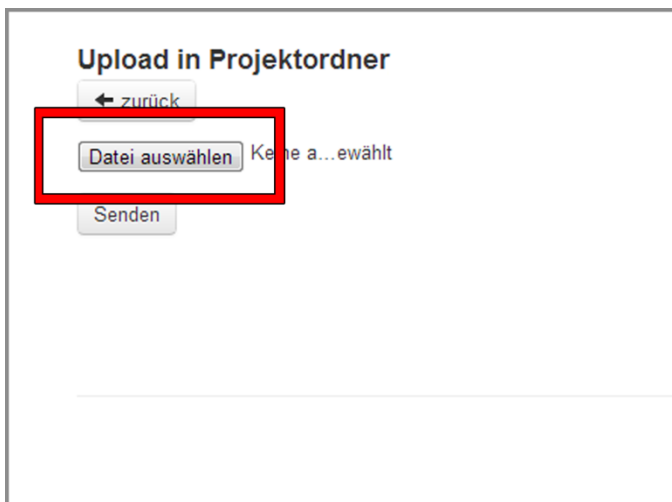 Upload in Projektordner
zurück
Datei auswählen Keine a...ewählt
Senden